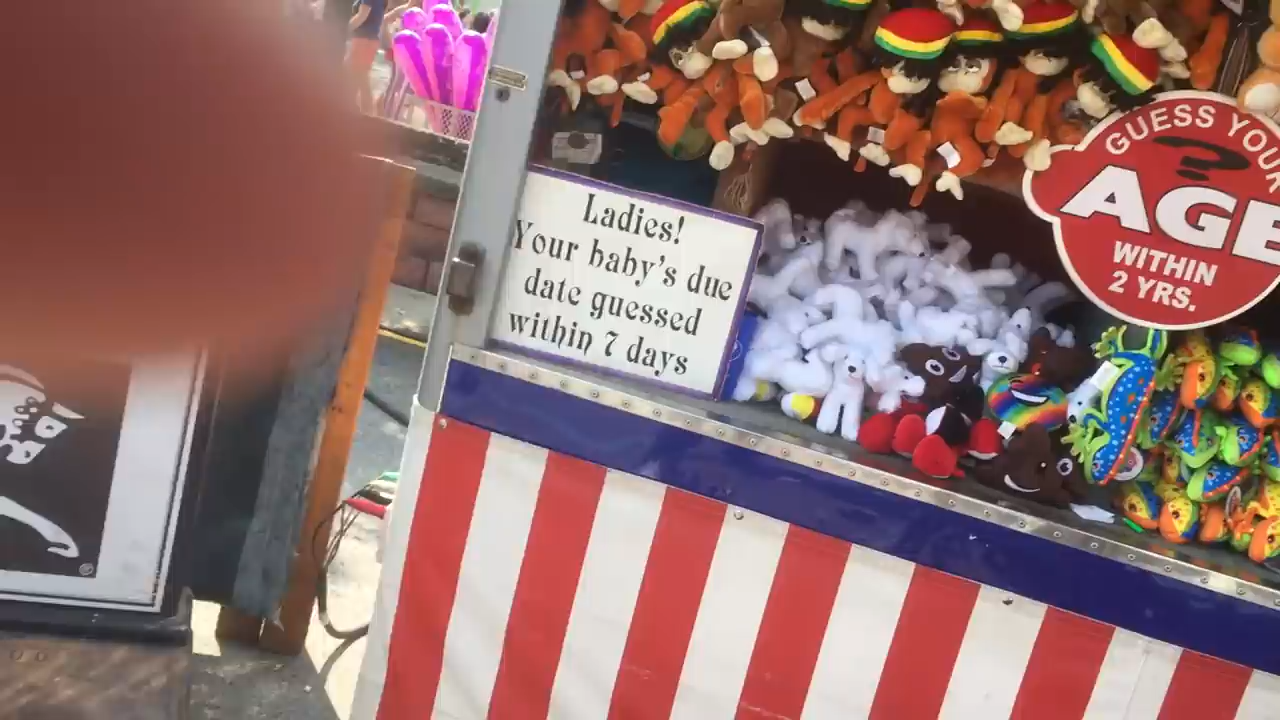 Ladies!
Your baby's due
date guessed
within 7 days
GUESS YOUR
?
AGE
WITHIN
2 YRS.
®